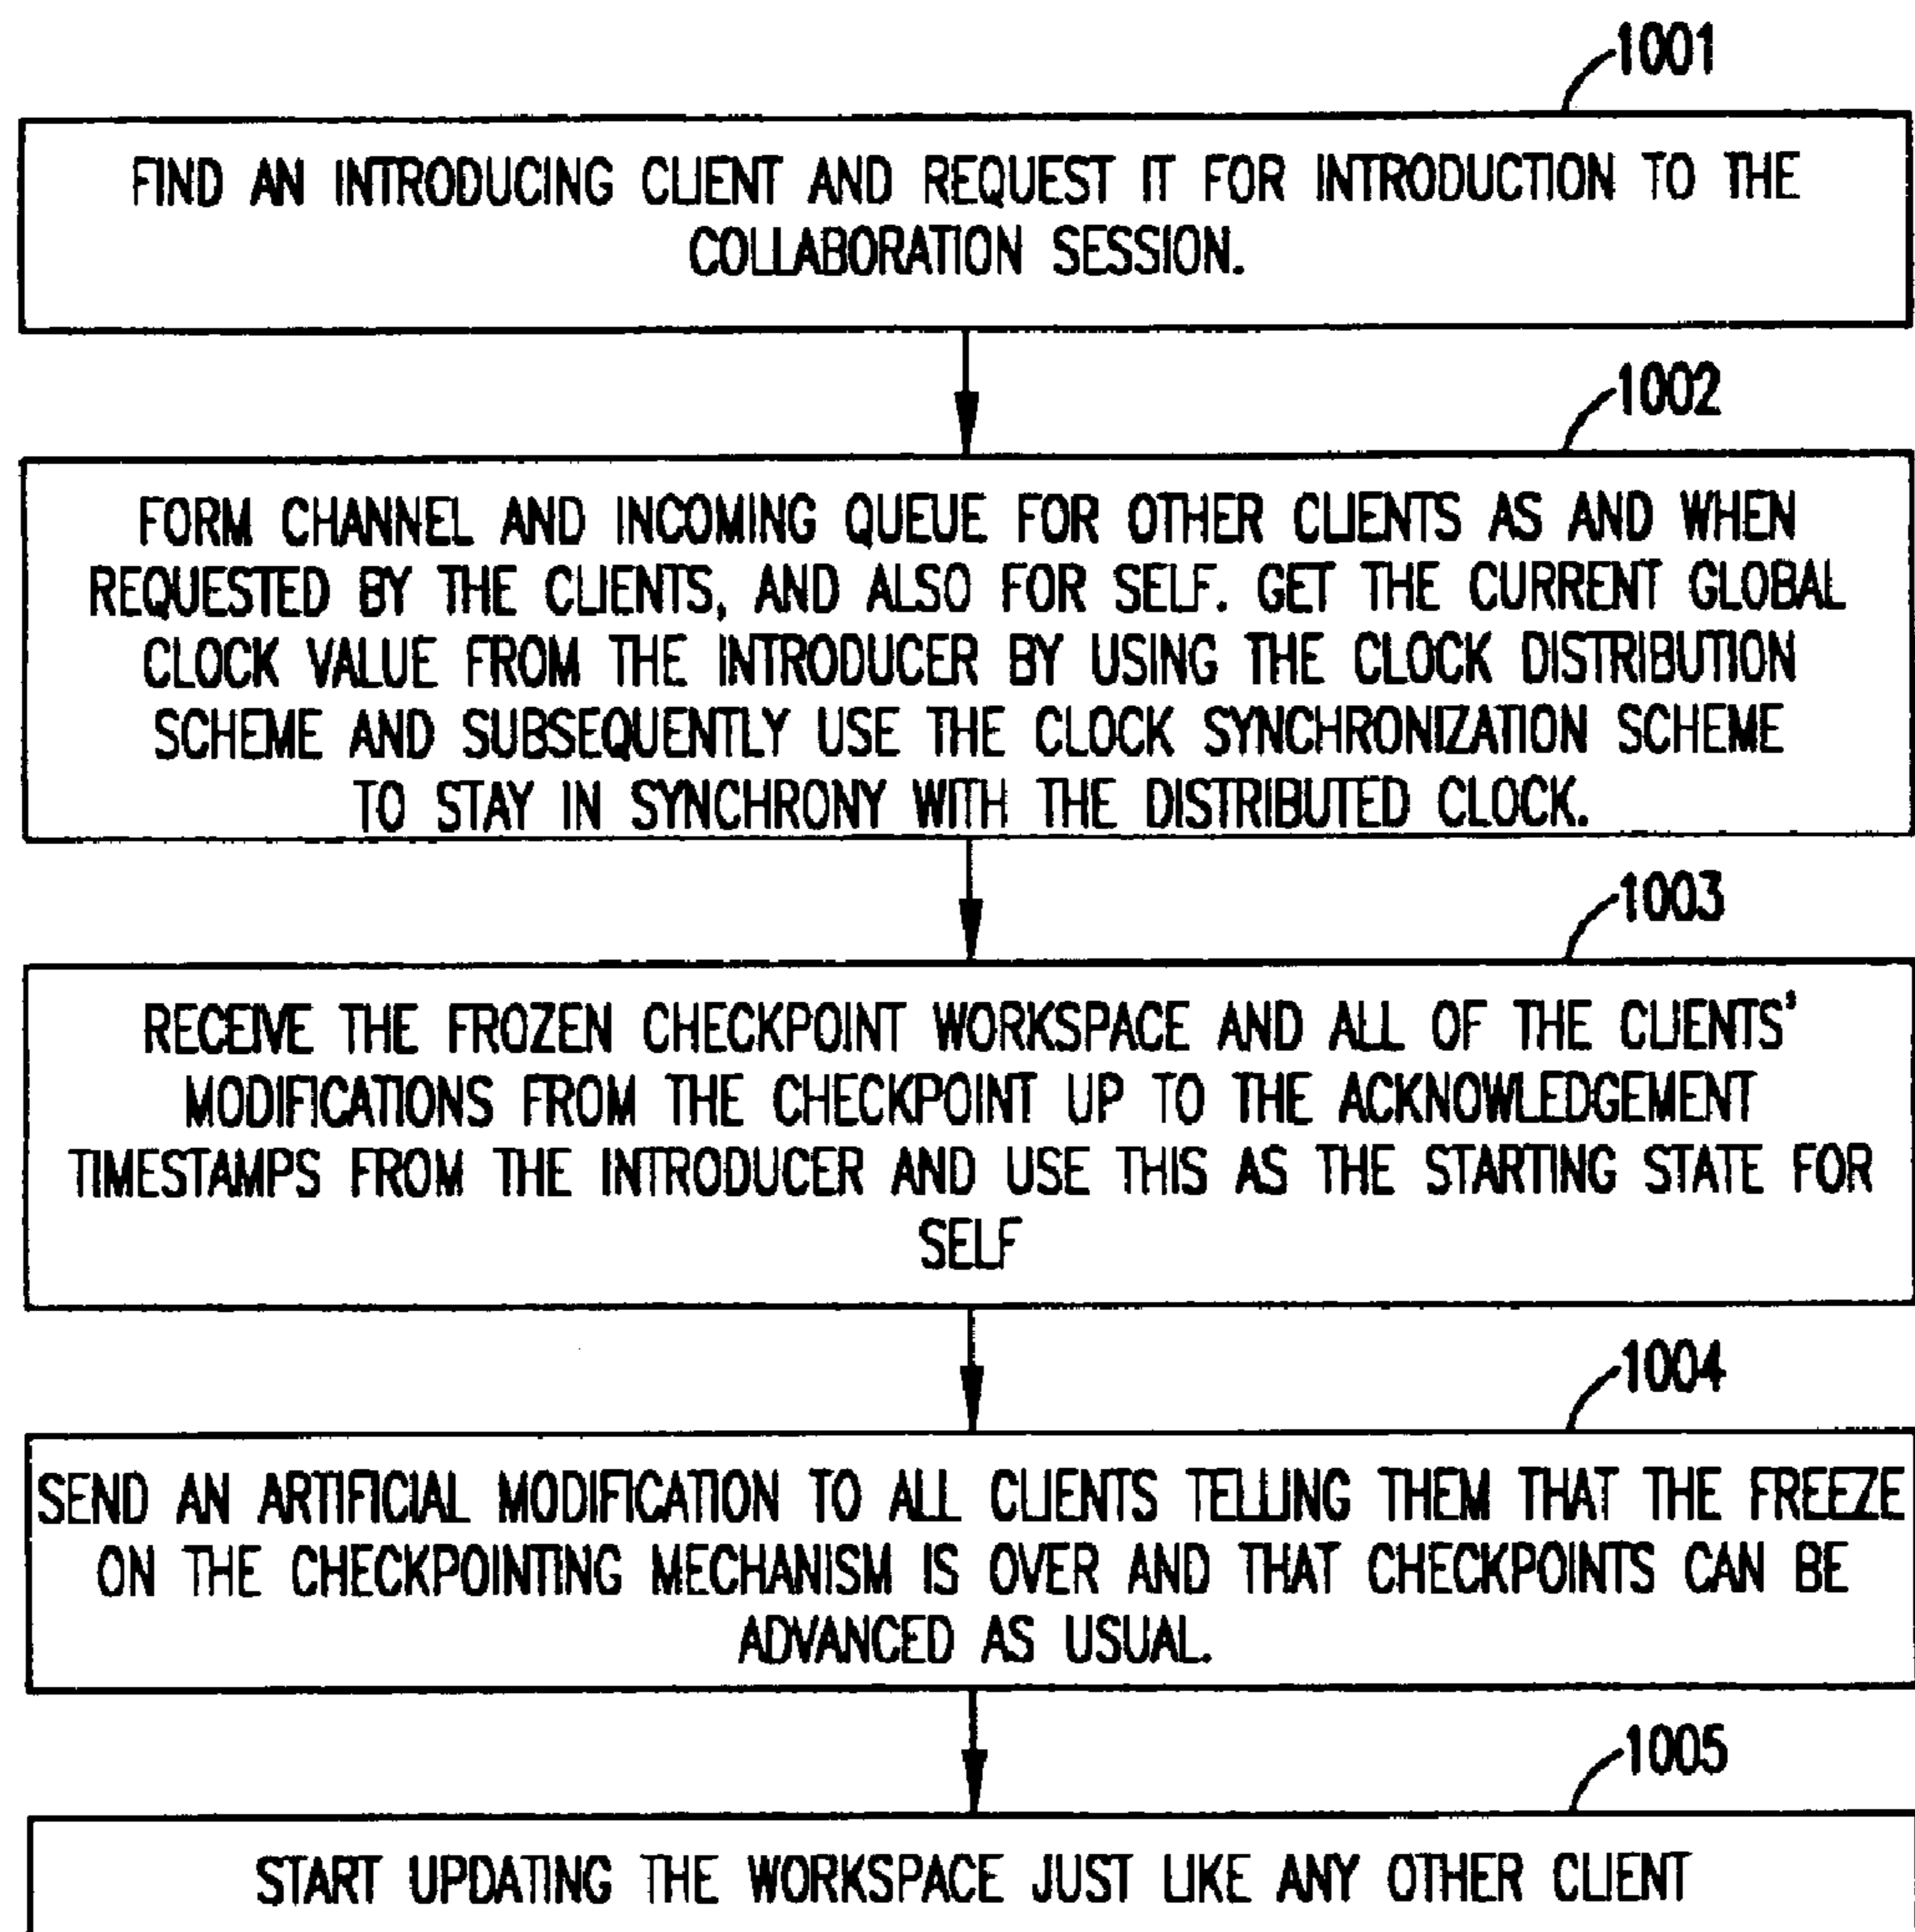 1001
FIND AN INTRODUCING CLIENT AND REQUEST IT FOR INTRODUCTION TO THE
COLLABORATION SESSION.
1002
FORM CHANNEL AND INCOMING QUEUE FOR OTHER CLIENTS AS AND WHEN
REQUESTED BY THE CLIENTS, AND ALSO FOR SELF. GET THE CURRENT GLOBAL
CLOCK VALUE FROM THE INTRODUCER BY USING THE CLOCK DISTRIBUTION
SCHEME AND SUBSEQUENTLY USE THE CLOCK SYNCHRONIZATION SCHEME
TO STAY IN SYNCHRONY WITH THE DISTRIBUTED CLOCK.
1003
RECEIVE THE FROZEN CHECKPOINT WORKSPACE AND ALL OF THE CLIENTS'
MODIFICATIONS FROM THE CHECKPOINT UP TO THE ACKNOWLEDGEMENT
TIMESTAMPS FROM THE INTRODUCER AND USE THIS AS THE STARTING STATE FOR
SELF
1004
SEND AN ARTIFICIAL MODIFICATION TO ALL CLIENTS TELLING THEM THAT THE FREEZE
ON THE CHECKPOINTING MECHANISM IS OVER AND THAT CHECKPOINTS CAN BE
ADVANCED AS USUAL.
1005
START UPDATING THE WORKSPACE JUST LIKE ANY OTHER CLIENT